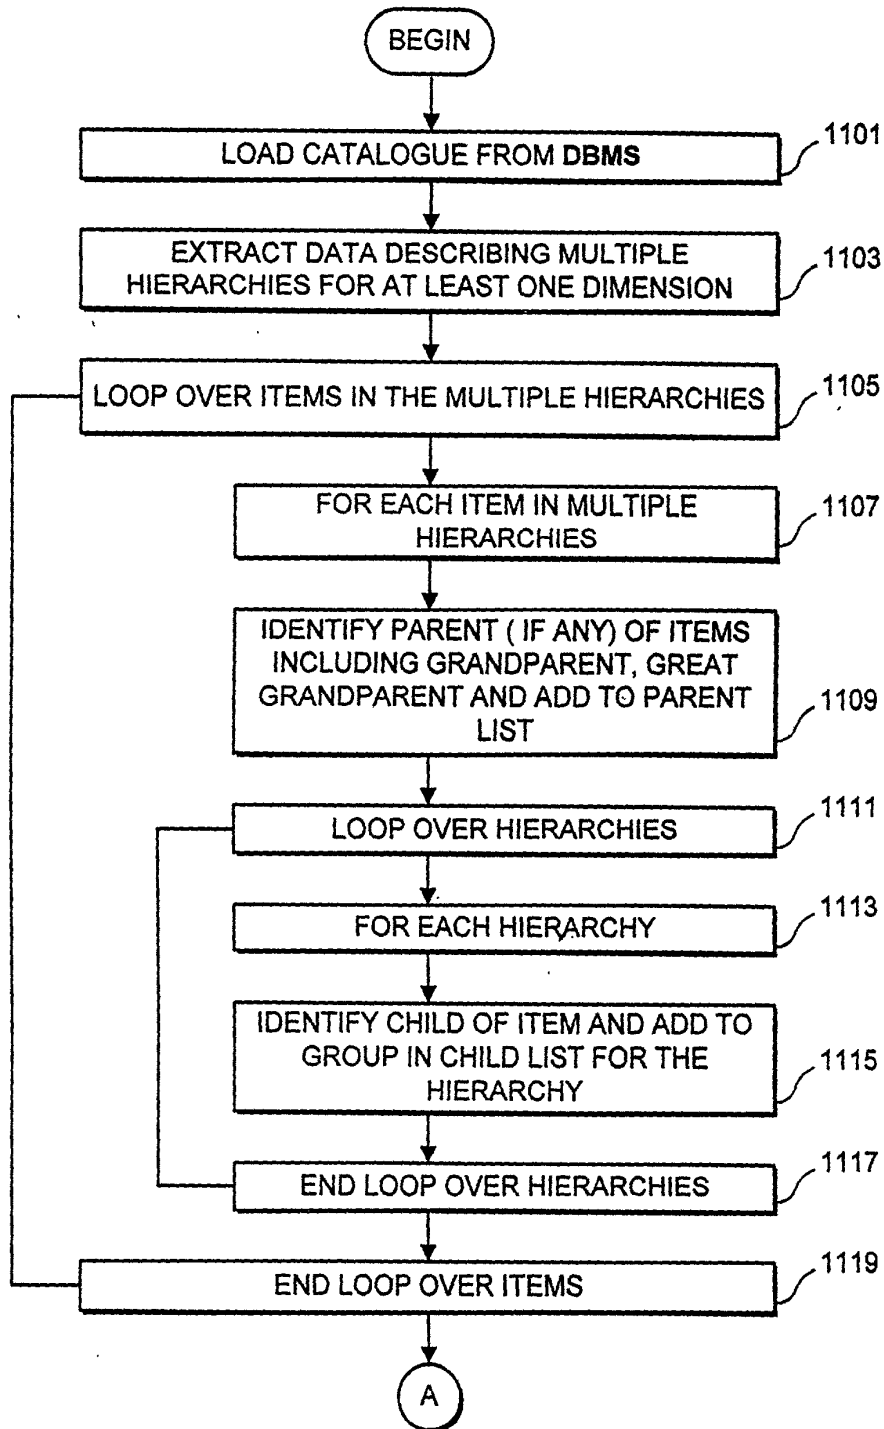 BEGIN
LOAD CATALOGUE FROM DBMS
1101
EXTRACT DATA DESCRIBING MULTIPLE
HIERARCHIES FOR AT LEAST ONE DIMENSION
1103
LOOP OVER ITEMS IN THE MULTIPLE HIERARCHIES
1105
FOR EACH ITEM IN MULTIPLE
HIERARCHIES
1107
IDENTIFY PARENT ( IF ANY) OF ITEMS
INCLUDING GRANDPARENT, GREAT
GRANDPARENT AND ADD TO PARENT
LIST
1109
LOOP OVER HIERARCHIES
1111
FOR EACH HIERARCHY
1113
IDENTIFY CHILD OF ITEM AND ADD TO
GROUP IN CHILD LIST FOR THE
HIERARCHY
1115
END LOOP OVER HIERARCHIES
1117
END LOOP OVER ITEMS
1119
A